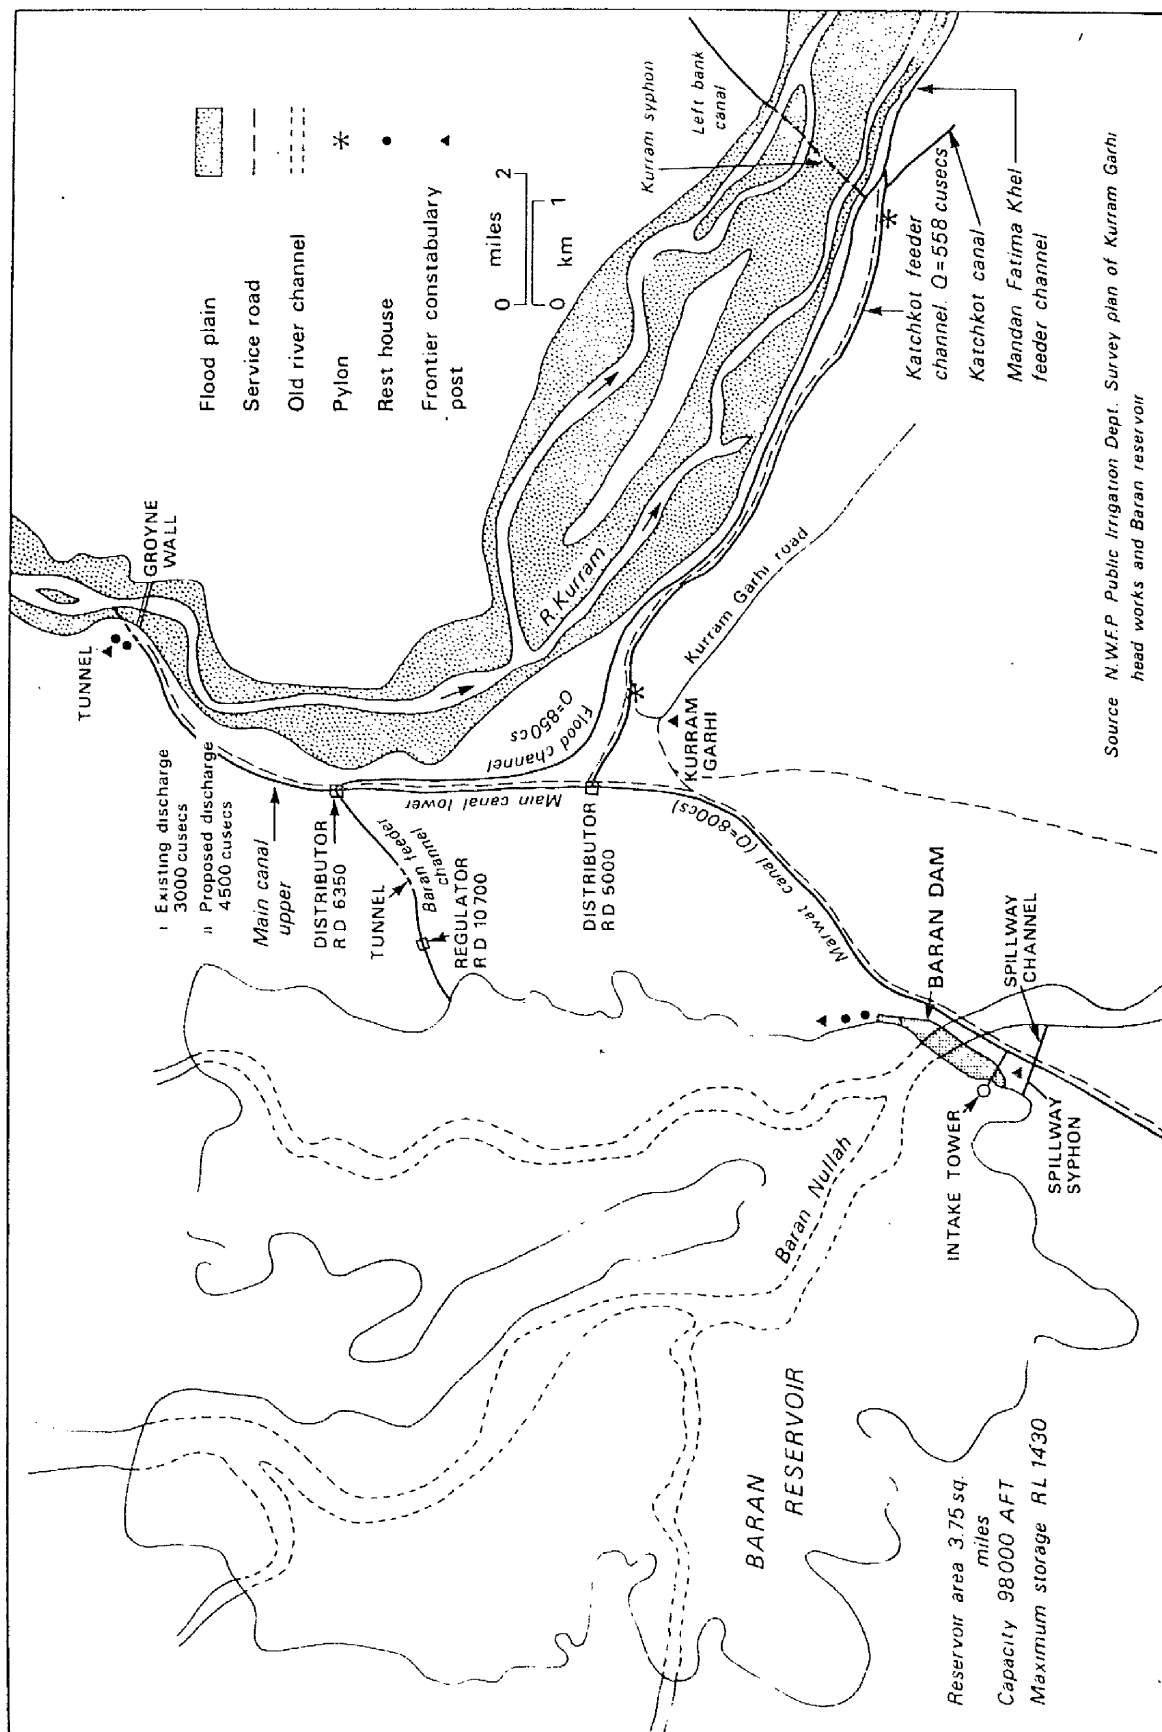 Flood plain
Service road
Old river channel
Pylon
Rest house
Frontier constabulary
post
miles
0 2
0 1
km
Kurram syphon
Left bank
canal
GROYNE
WALL
TUNNEL
I Existing discharge
3000 cusecs
II Proposed discharge
4500 cusecs
Main canal
upper
DISTRIBUTOR
R D 6350
TUNNEL
Baran feeder
channel
REGULATOR
R D 10700
Main canal lower
Flood channel
Q=850cs
R. Kurram
DISTRIBUTOR
R D 5000
KURRAM
GARHI
Kurram Garhi road
Marwat canal (Q=800cs)
Katchkot feeder
channel. Q=558 cusecs
Katchkot canal
Mandan Fatima Khel
feeder channel
BARAN DAM
SPILLWAY
CHANNEL
INTAKE TOWER
SPILLWAY
SYPHON
Baran Nullah
BARAN
RESERVOIR
Reservoir area 3.75 sq.
miles
Capacity 98000 AFT
Maximum storage RL 1430
Source N.W.F.P Public Irrigation Dept. Survey plan of Kurram Garhi
head works and Baran reservoir